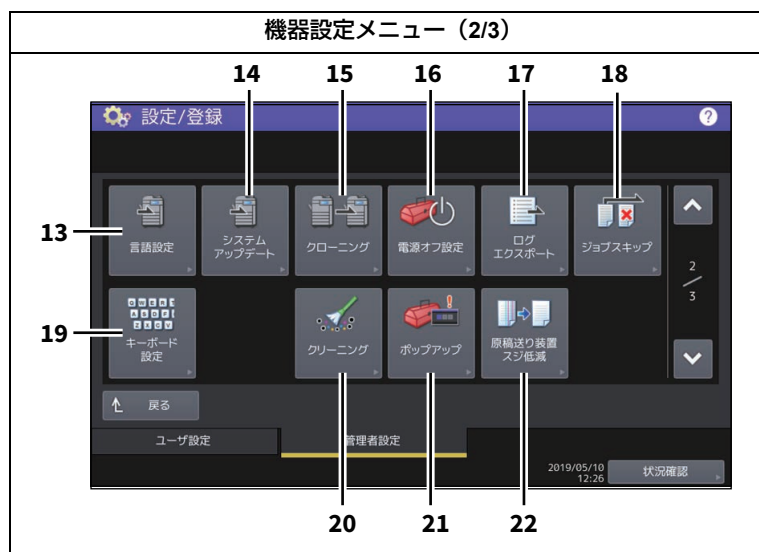 機器設定メニュー（2/3）
14 15 16 17 18
設定/登録 ?
13
言語設定
システム
アップデート
クローニング
電源オフ設定
ログ
エクスポート
ジョブスキップ
2
3
19
QWERT
ABDF
ZXCV
キーボード
設定
クリーニング
ポップアップ
原稿送り装置
スジ低減
戻る
ユーザ設定
管理者設定
2019/05/10
12:26
状況確認
20 21 22